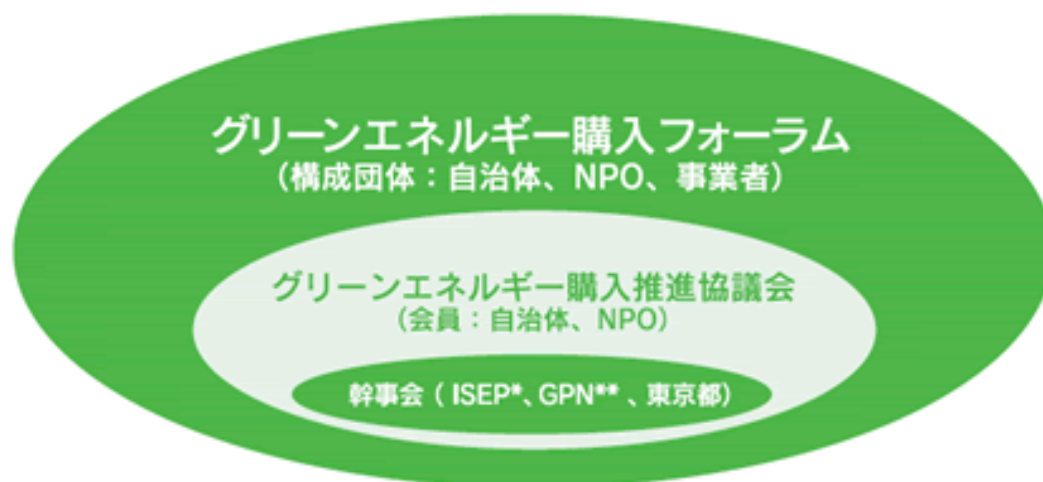 グリーンエネルギー購入フォーラム
（構成団体：自治体、NPO、事業者）
グリーンエネルギー購入推進協議会
（会員：自治体、NPO）
幹事会（ ISEP*、GPN** 、東京都）